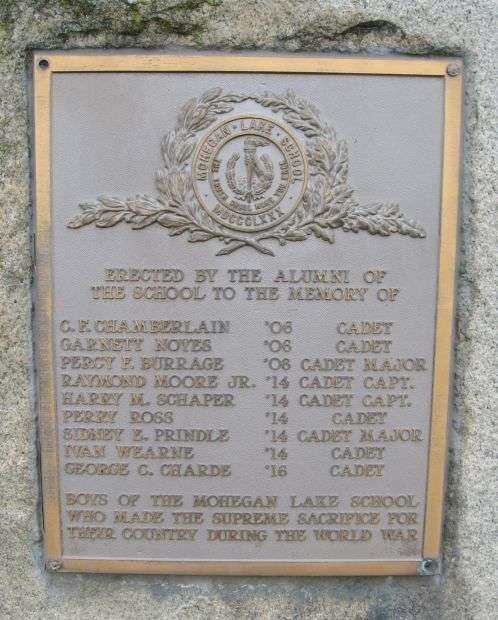 MOHEGAN · LAKE · SCHOOL
· MDCCCLXXX ·
ERECTED BY THE ALUMNI OF
THE SCHOOL TO THE MEMORY OF
C. F. CHAMBERLAIN '06 CADET
GARNETT NOYES '06 CADET
PERCY F. BURRAGE '08 CADET MAJOR
RAYMOND MOORE JR. '14 CADET CAPT.
HARRY M. SCHAPER '14 CADET CAPT.
PERRY ROSS '14 CADET
SIDNEY E. PRINDLE '14 CADET MAJOR
IVAN WEARNE '14 CADET
GEORGE C. CHARDE '16 CADET
BOYS OF THE MOHEGAN LAKE SCHOOL
WHO MADE THE SUPREME SACRIFICE FOR
THEIR COUNTRY DURING THE WORLD WAR